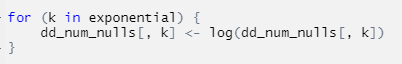 for (k in exponential) {
    dd_num_nulls[, k] <- log(dd_num_nulls[, k])
}